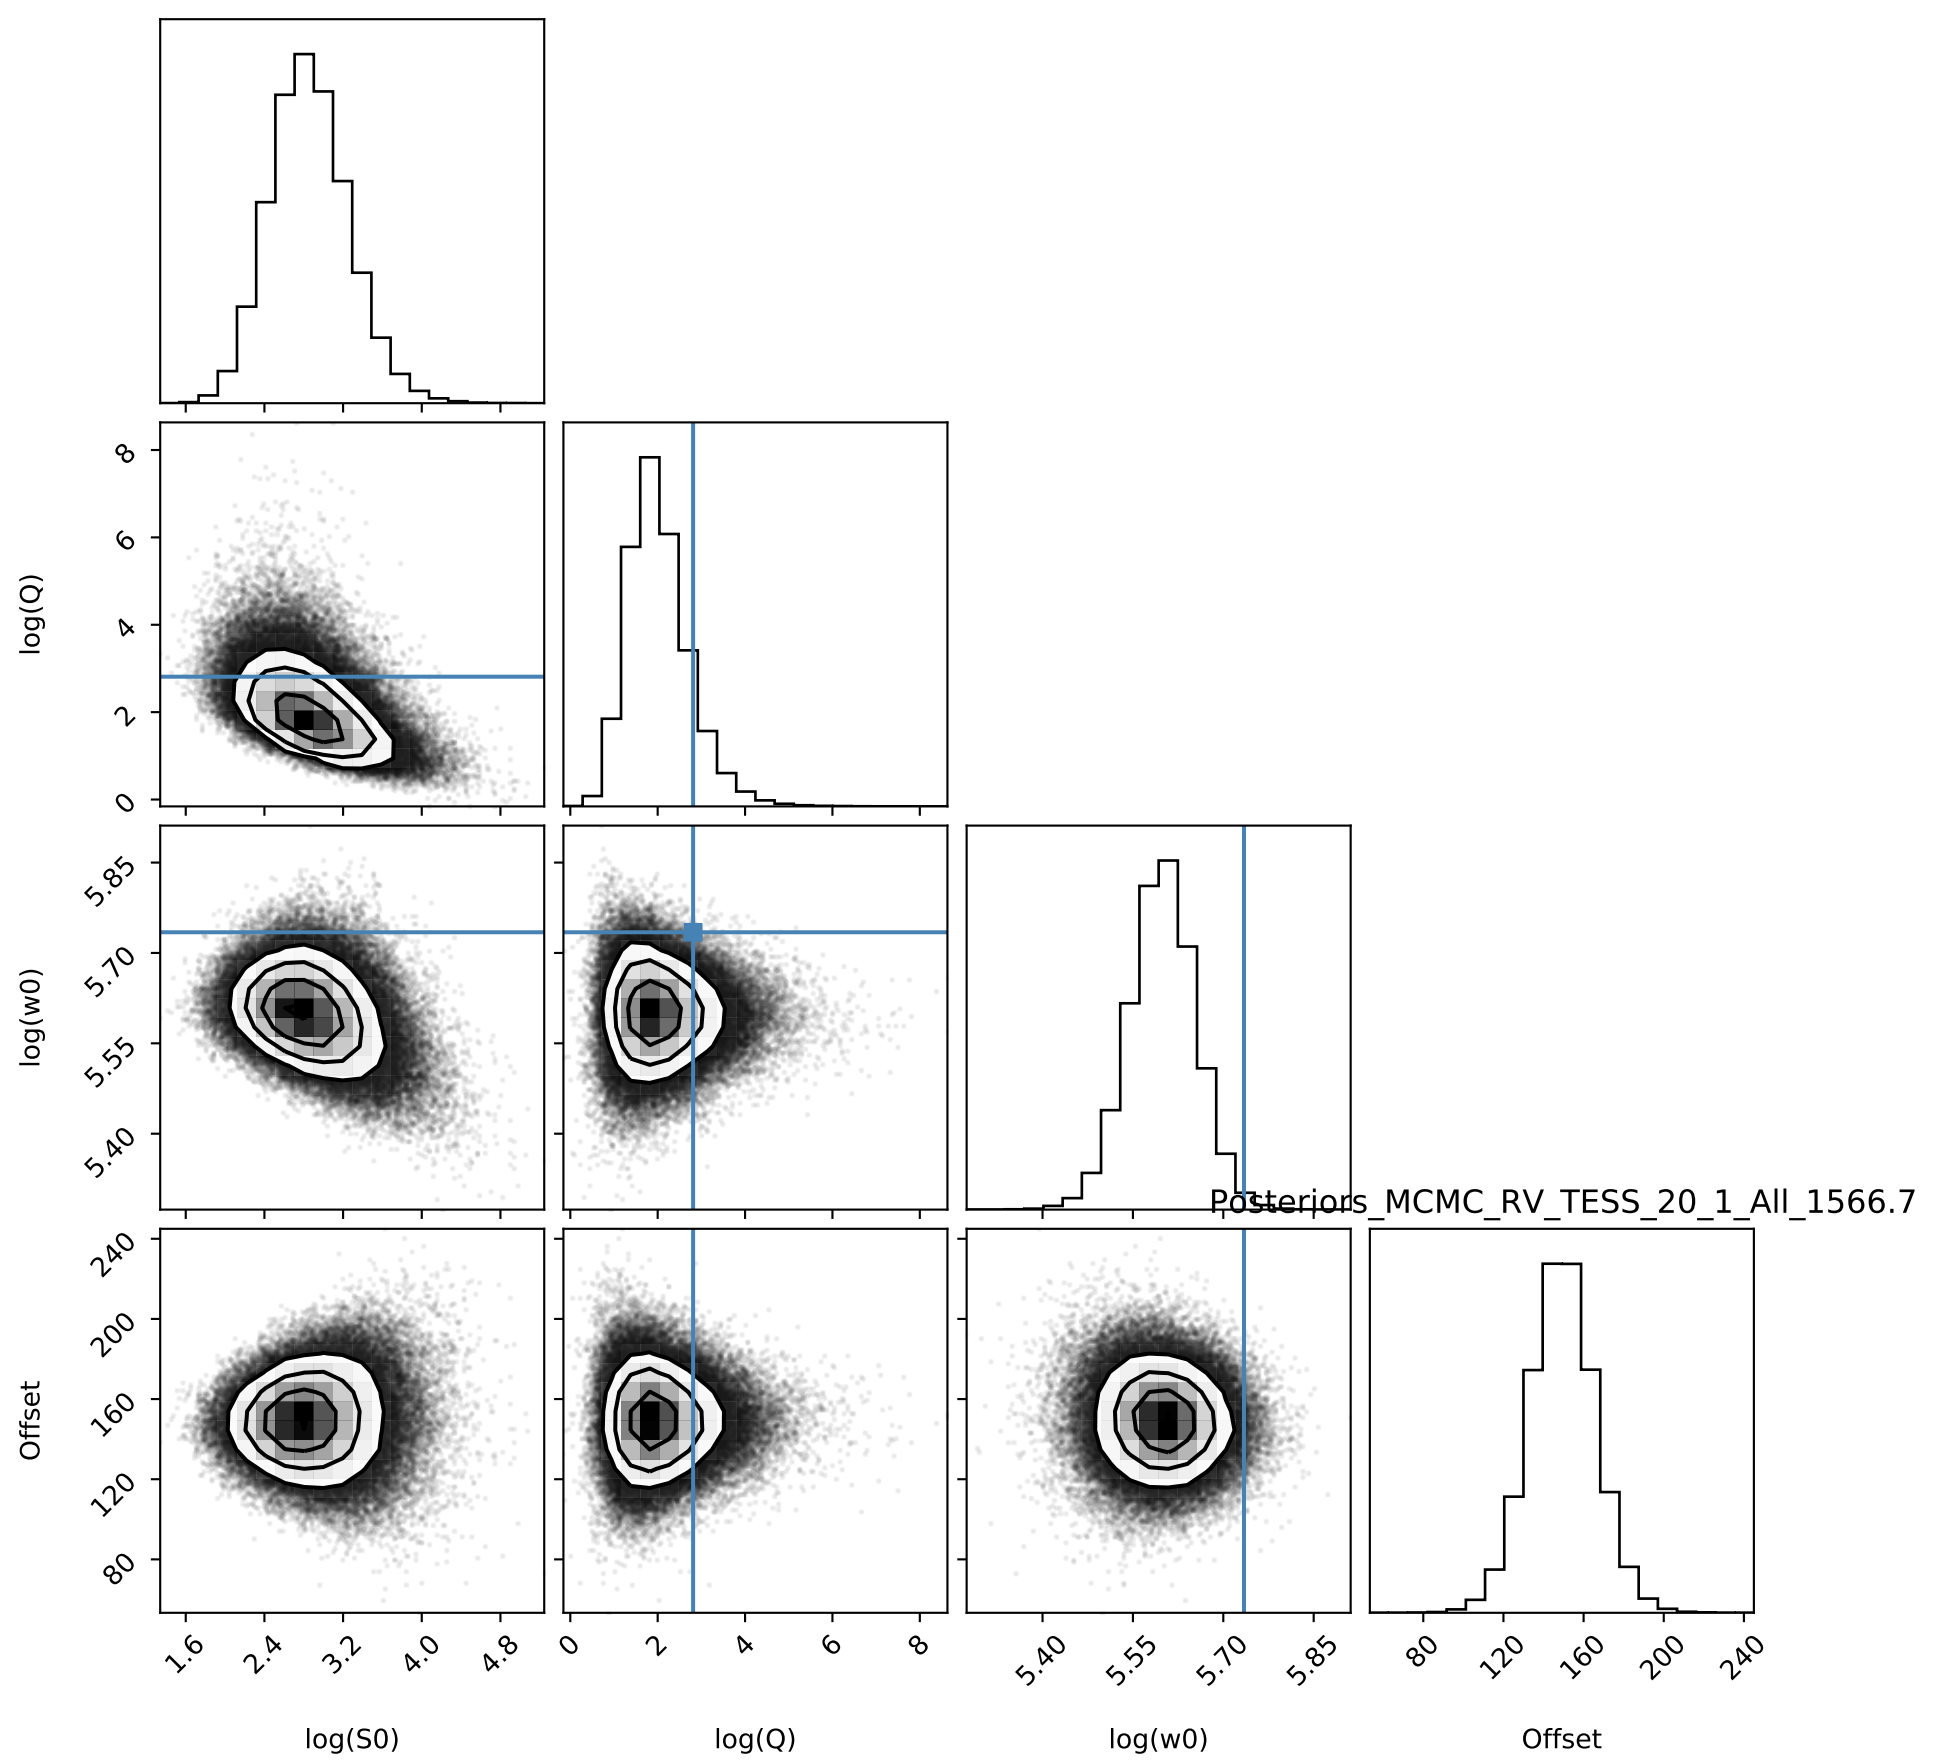 8
6
4
2
0
log(Q)
5.85
5.70
5.55
5.40
log(w0)
Posteriors_MCMC_RV_TESS_20_1_All_1566.7
240
200
160
120
80
Offset
1.6 2.4 3.2 4.0 4.8 0 2 4 6 8 5.40 5.55 5.70 5.85 80 120 160 200 240
log(S0) log(Q) log(w0) Offset